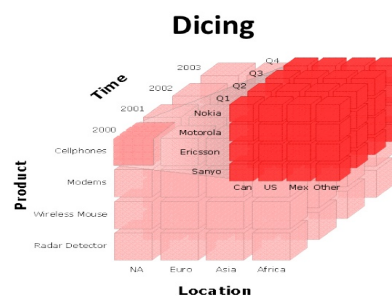 Dicing
Time
2003
2002
2001
2000
Q4
Q3
Q2
Q1
Product
Cellphones
Modems
Wireless Mouse
Radar Detector
Nokia
Motorola
Ericsson
Sanyo
Can US Mex Other
NA Euro Asia Africa
Location